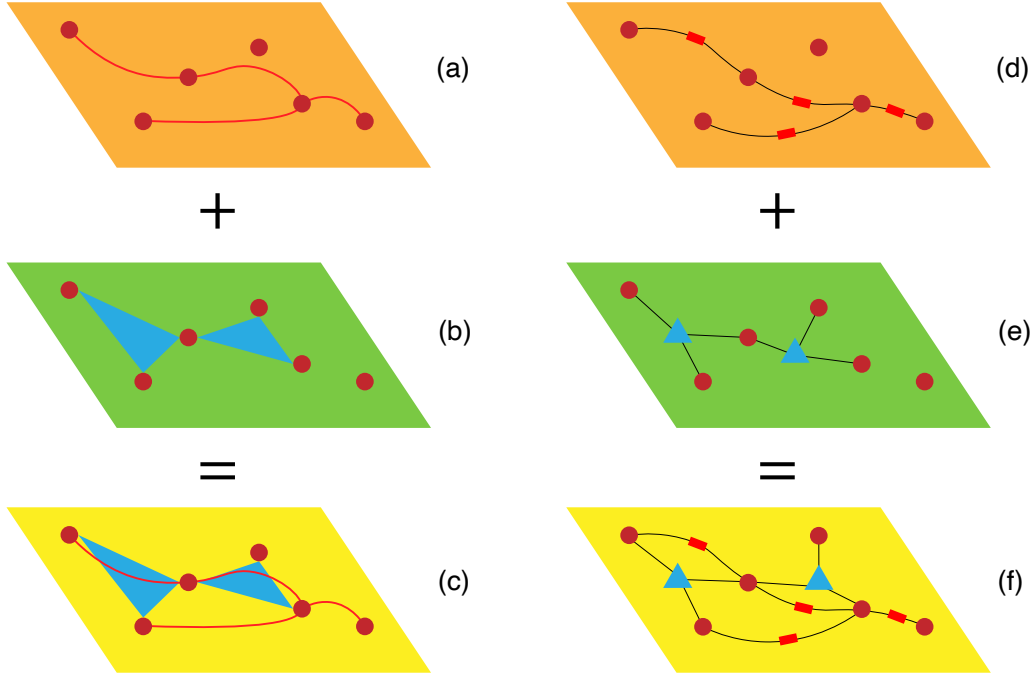 (a)
(d)
+
+
(b)
(e)
=
=
(c)
(f)